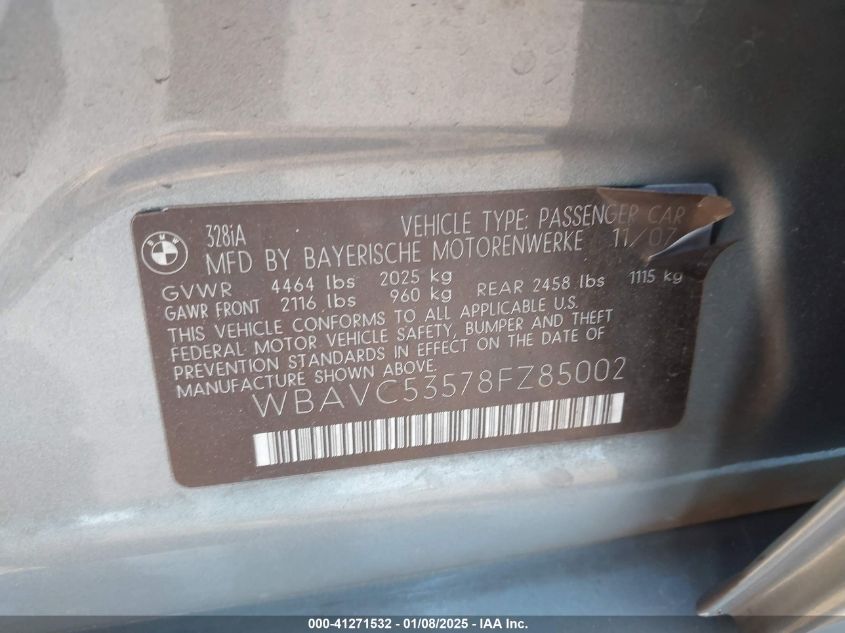 BMW
328iA VEHICLE TYPE: PASSENGER CAR
MFD BY BAYERISCHE MOTORENWERKE 11/07
GVWR 4464 lbs 2025 kg
GAWR FRONT 2116 lbs 960 kg REAR 2458 lbs 1115 kg
THIS VEHICLE CONFORMS TO ALL APPLICABLE U.S.
FEDERAL MOTOR VEHICLE SAFETY, BUMPER AND THEFT
PREVENTION STANDARDS IN EFFECT ON THE DATE OF
MANUFACTURE SHOWN ABOVE.
WBAVC53578FZ85002
000-41271532 - 01/08/2025 - IAA Inc.